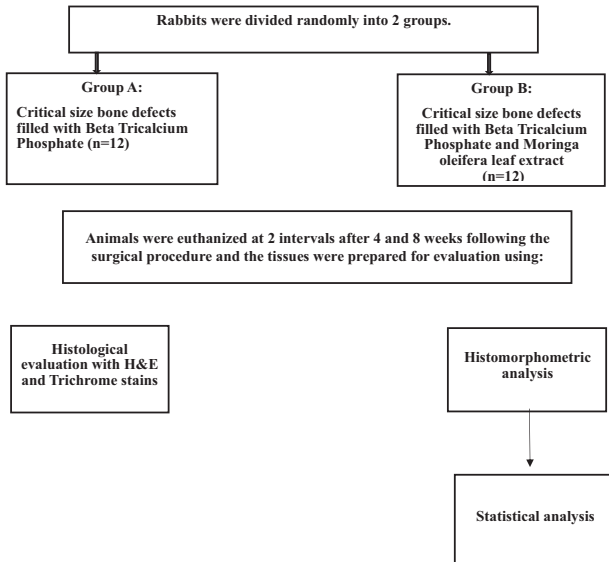 Rabbits were divided randomly into 2 groups.
Group A:
Critical size bone defects
filled with Beta Tricalcium
Phosphate (n=12)
Group B:
Critical size bone defects
filled with Beta Tricalcium
Phosphate and Moringa
oleifera leaf extract
(n=12)
Animals were euthanized at 2 intervals after 4 and 8 weeks following the
surgical procedure and the tissues were prepared for evaluation using:
Histological
evaluation with H&E
and Trichrome stains
Histomorphometric
analysis
Statistical analysis